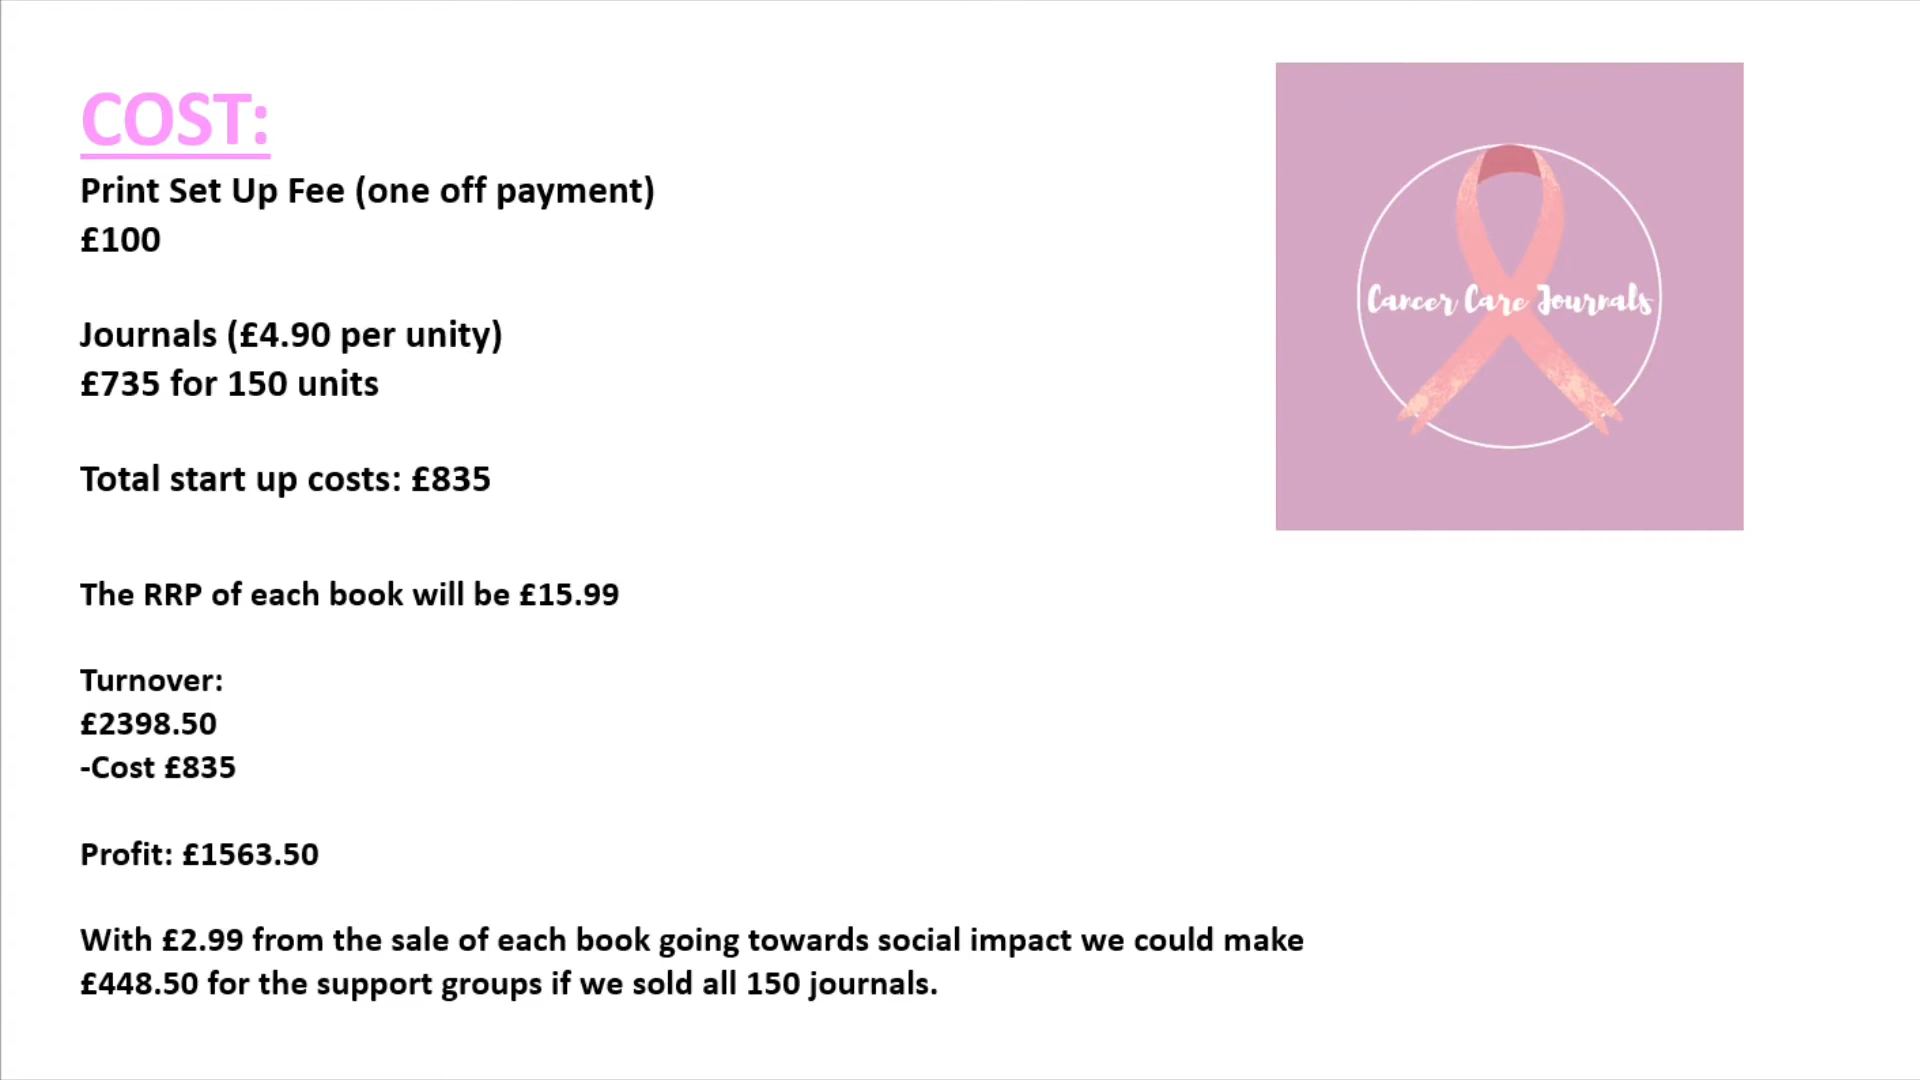 COST:
Print Set Up Fee (one off payment)
£100
Journals (£4.90 per unity)
£735 for 150 units
Total start up costs: £835
The RRP of each book will be £15.99
Turnover:
£2398.50
-Cost £835
Profit: £1563.50
With £2.99 from the sale of each book going towards social impact we could make
£448.50 for the support groups if we sold all 150 journals.
Cancer Care Journals